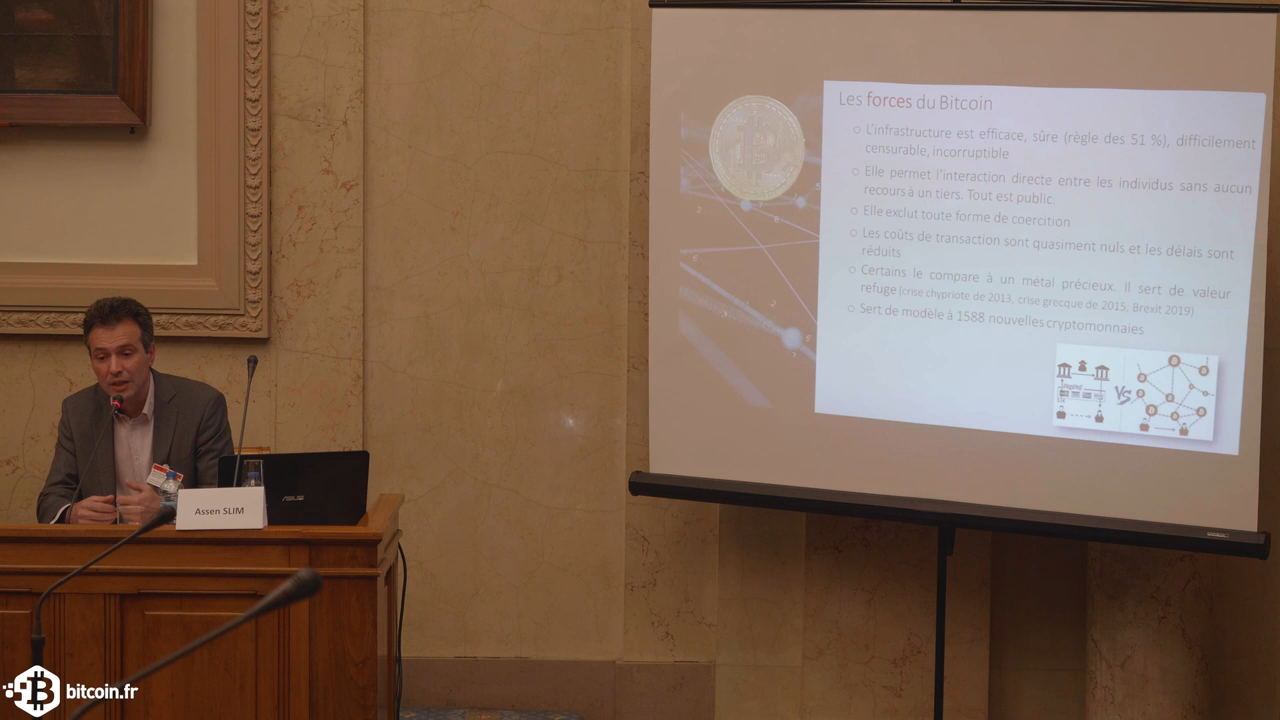 Les forces du Bitcoin
○ L'infrastructure est efficace, sûre (règle des 51 %), difficilement
censurable, incorruptible
○ Elle permet l'interaction directe entre les individus sans aucun
recours à un tiers. Tout est public.
○ Elle exclut toute forme de coercition
○ Les coûts de transaction sont quasiment nuls et les délais sont
réduits
○ Certains le compare à un métal précieux. Il sert de valeur
refuge (crise chypriote de 2013, crise grecque de 2015, Brexit 2019)
○ Sert de modèle à 1588 nouvelles cryptomonnaies
VS
ASUS
Assen SLIM
bitcoin.fr